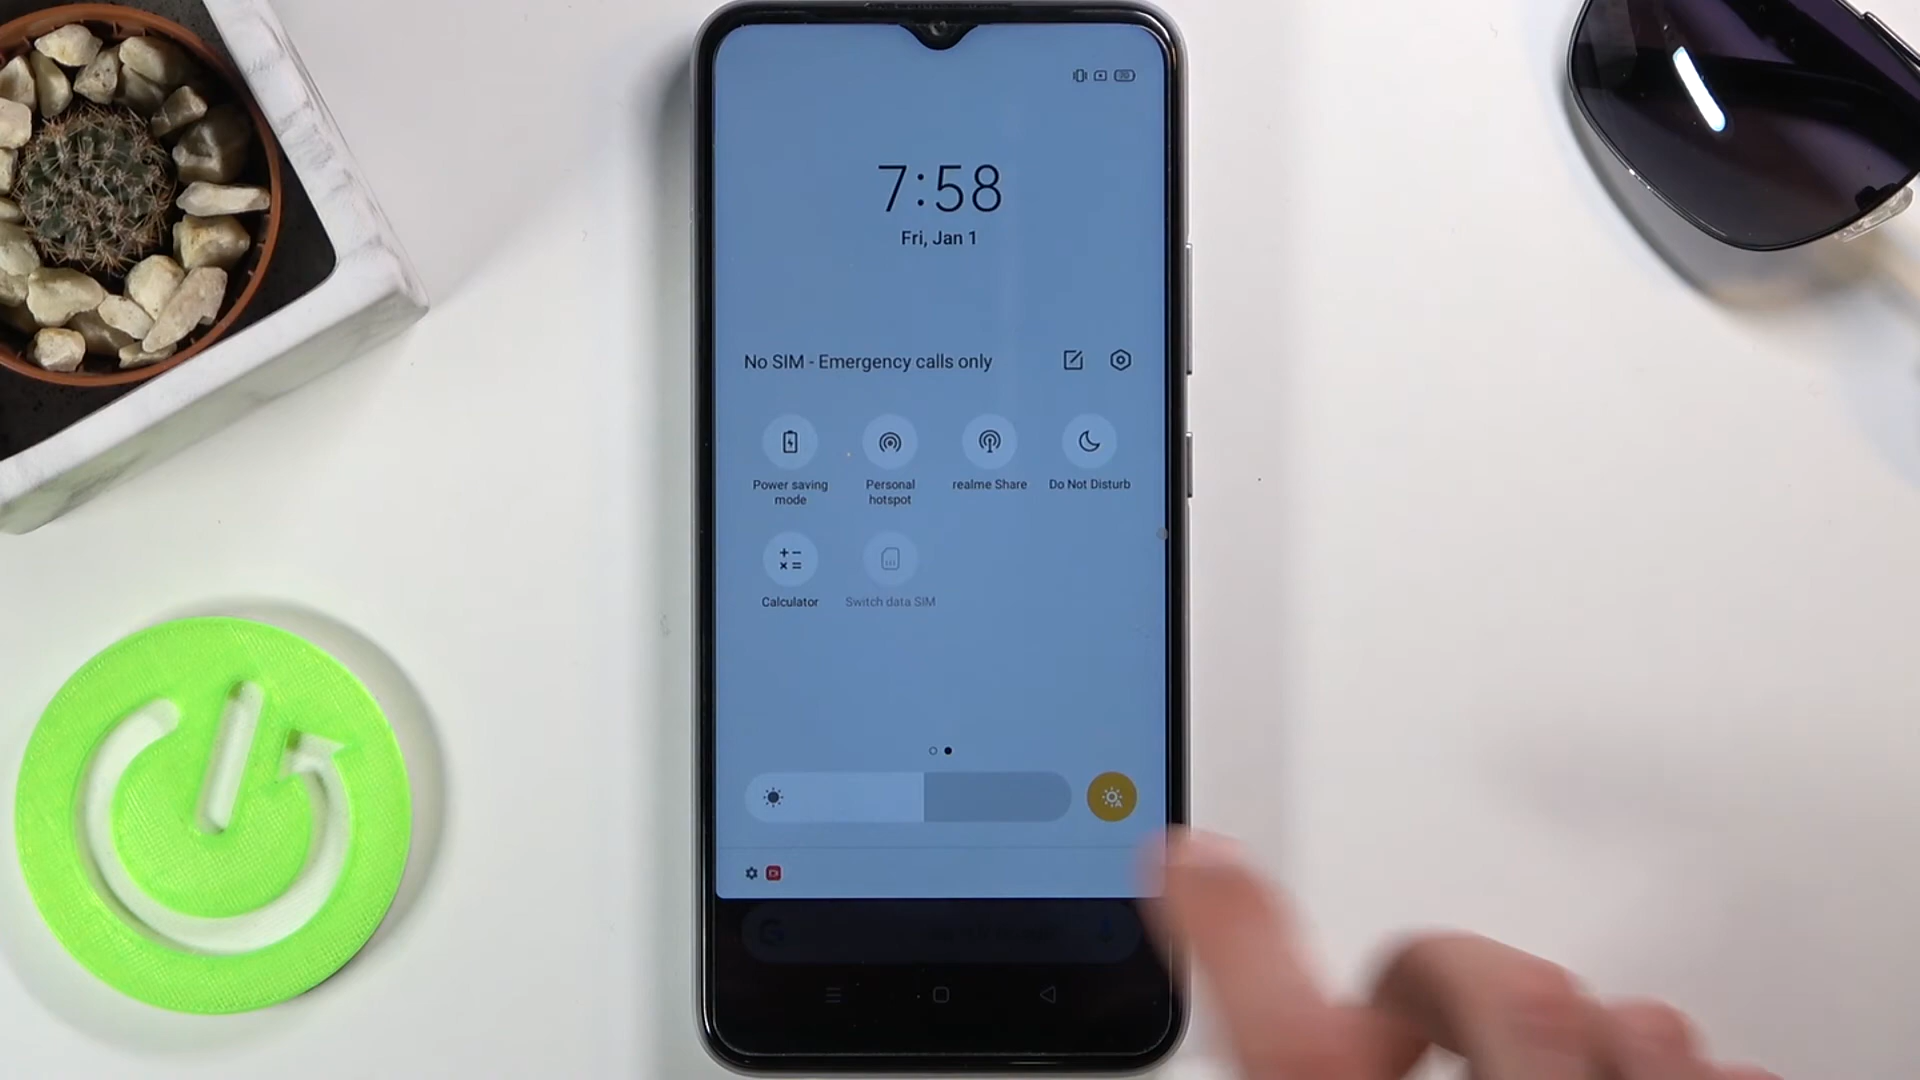 7:58
Fri, Jan 1
No SIM - Emergency calls only
Power saving mode
Personal hotspot
realme Share
Do Not Disturb
Calculator
Switch data SIM